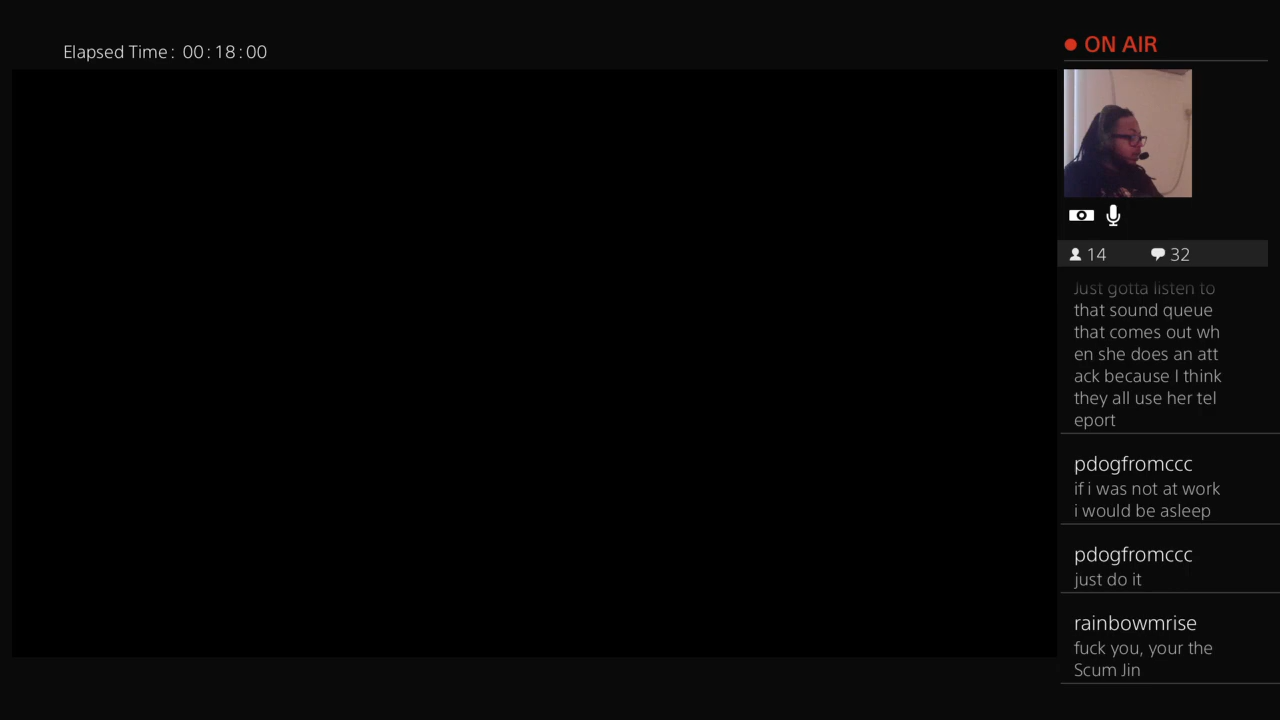 Elapsed Time: 00:18:00
ON AIR
14
32
Just gotta listen to
that sound queue
that comes out wh
en she does an att
ack because I think
they all use her tel
eport
pdogfromccc
if i was not at work
i would be asleep
pdogfromccc
just do it
rainbowmrise
fuck you, your the
Scum Jin